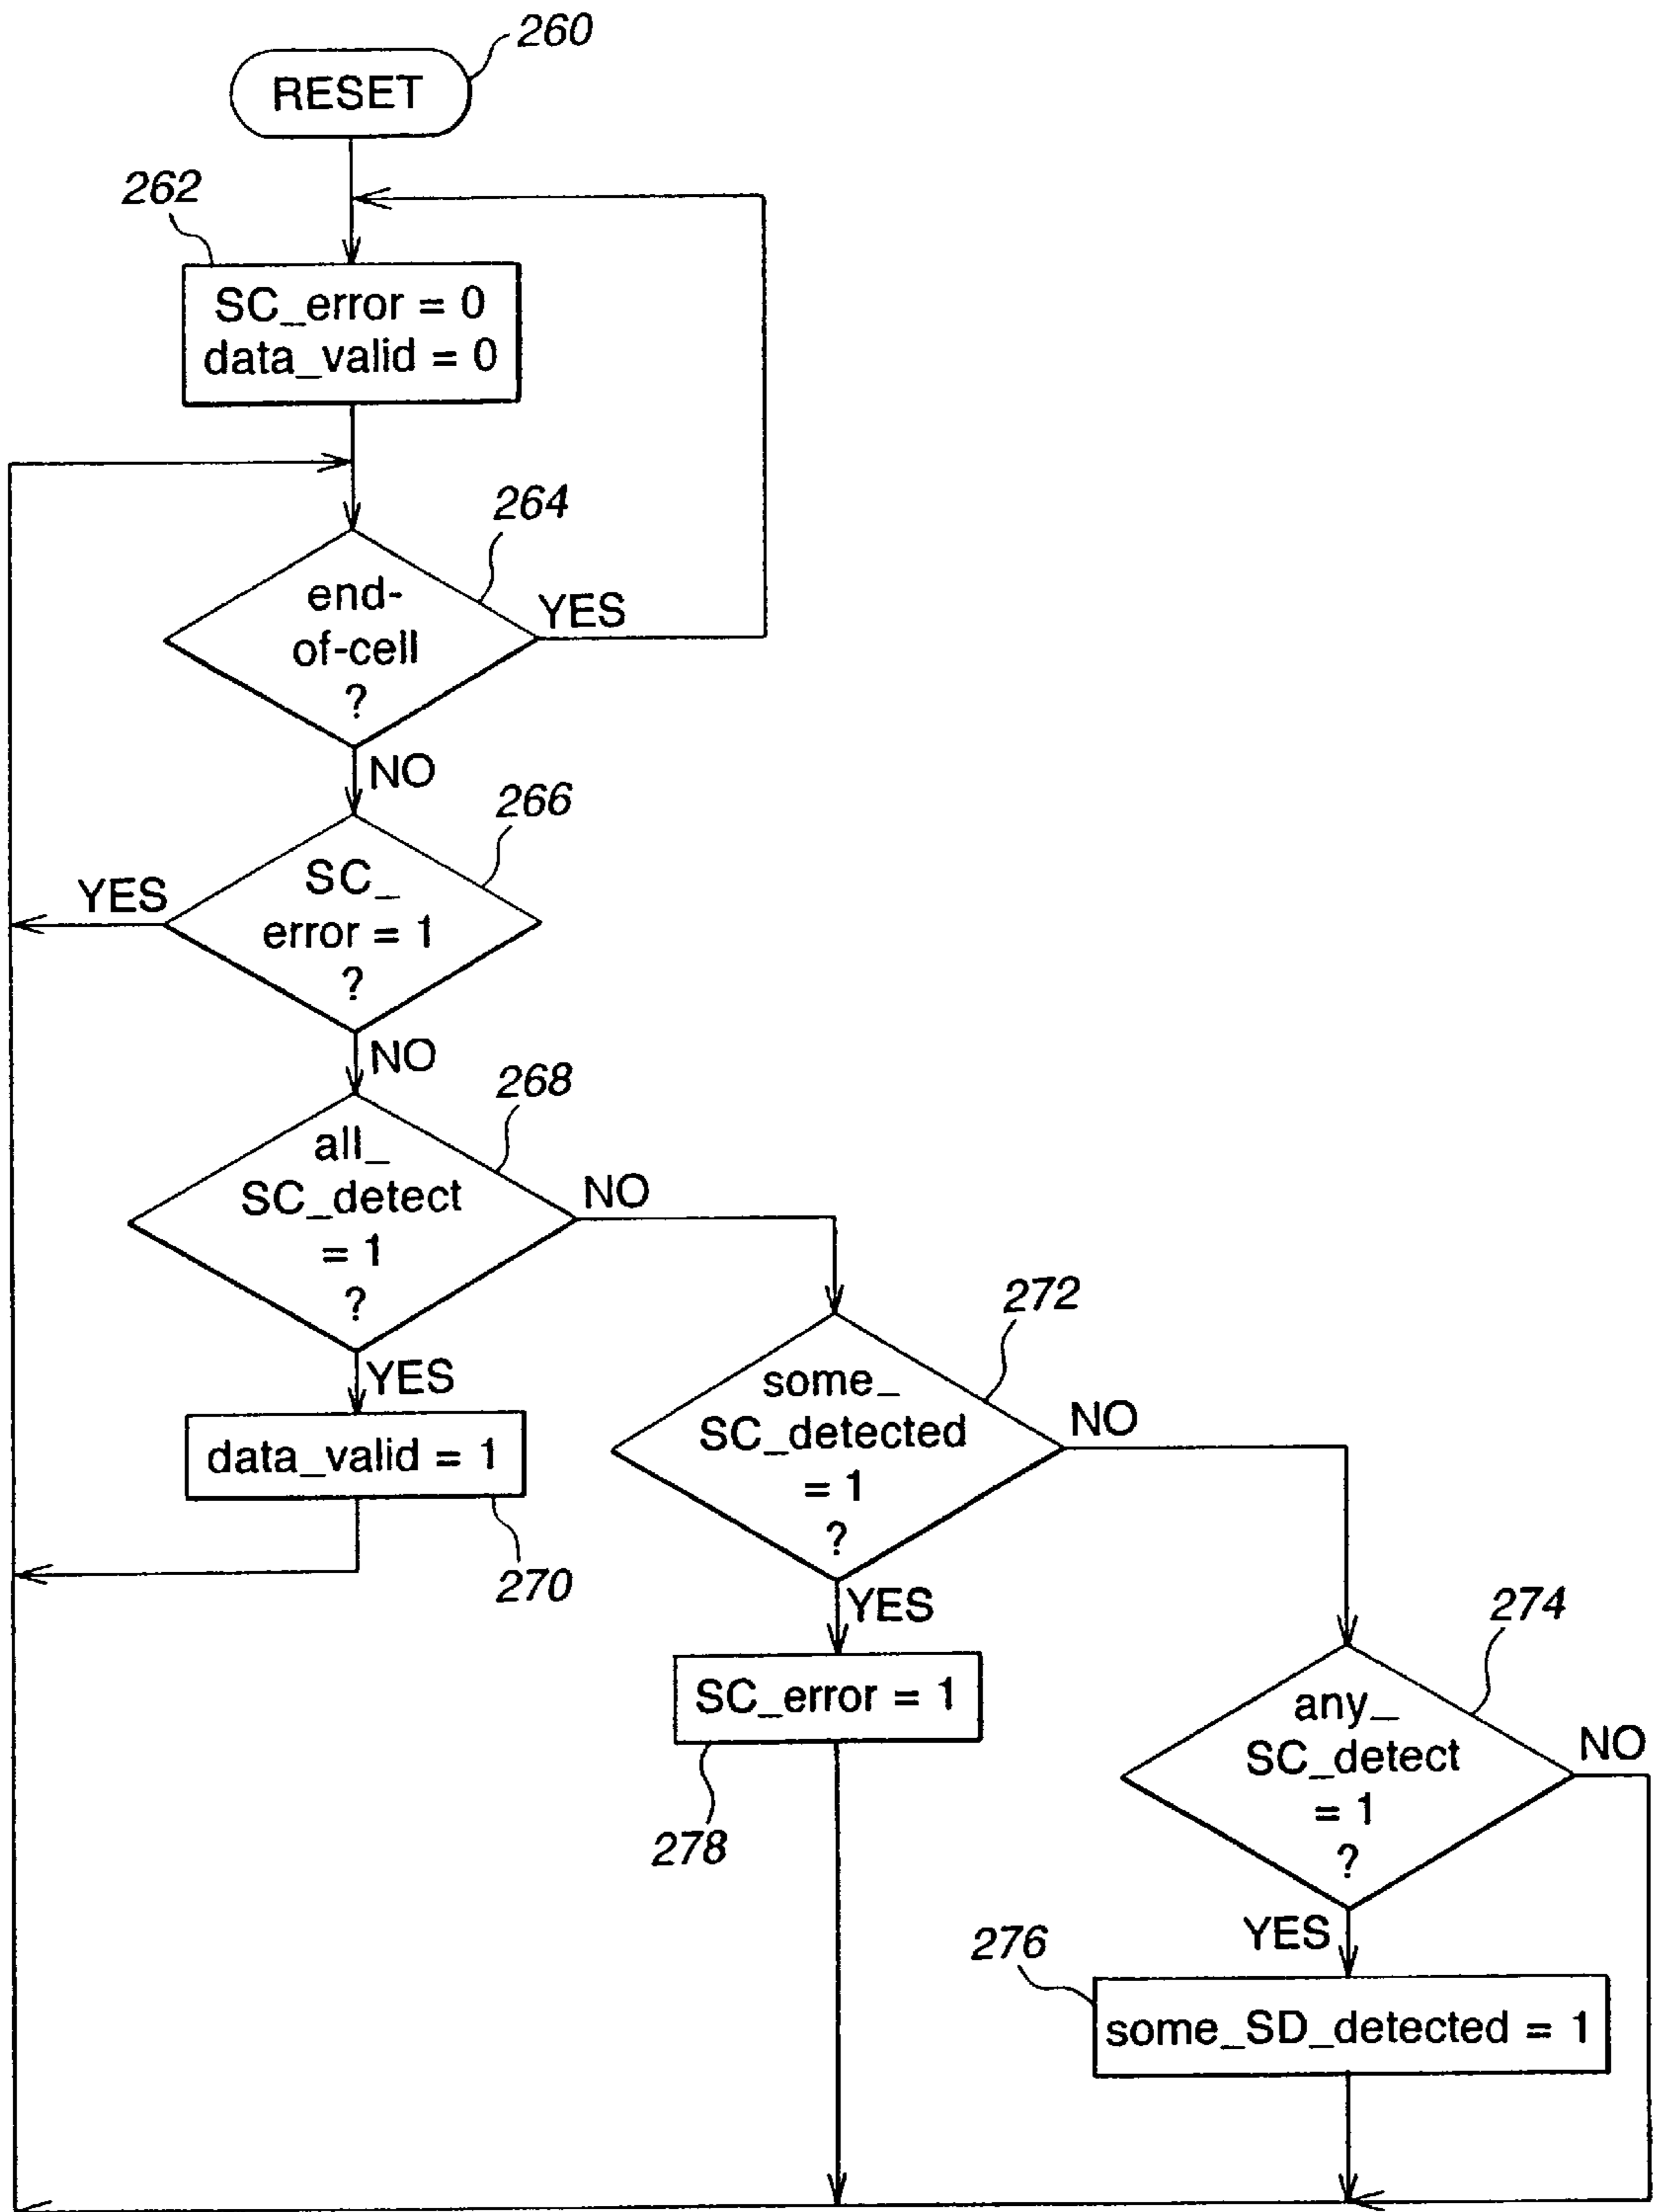 260
RESET
262
SC_error = 0
data_valid = 0
264
end-
of-cell
?
YES
NO
266
SC_
error = 1
?
YES
NO
268
all_
SC_detect
= 1
?
NO
YES
data_valid = 1
270
272
some_
SC_detected
= 1
?
NO
YES
SC_error = 1
278
274
any_
SC_detect
= 1
?
NO
YES
276
some_SD_detected = 1